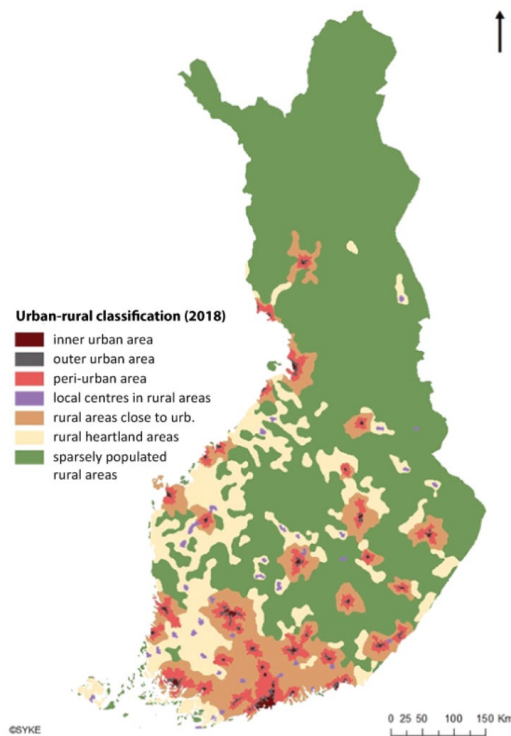 Urban-rural classification (2018)
inner urban area
outer urban area
peri-urban area
local centres in rural areas
rural areas close to urb.
rural heartland areas
sparsely populated
rural areas
0 25 50 100 150 Km
©SYKE